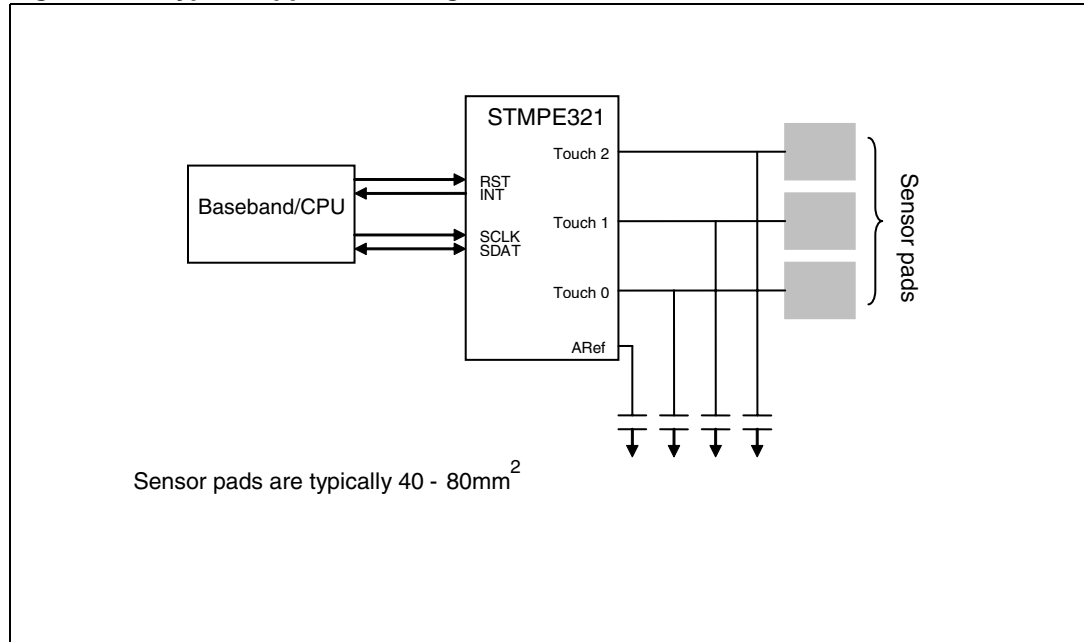 STMPE321
Touch 2
RST
INT
Baseband/CPU
Touch 1
SCLK
SDAT
Touch 0
ARef
Sensor pads
Sensor pads are typically 40 - 80mm2